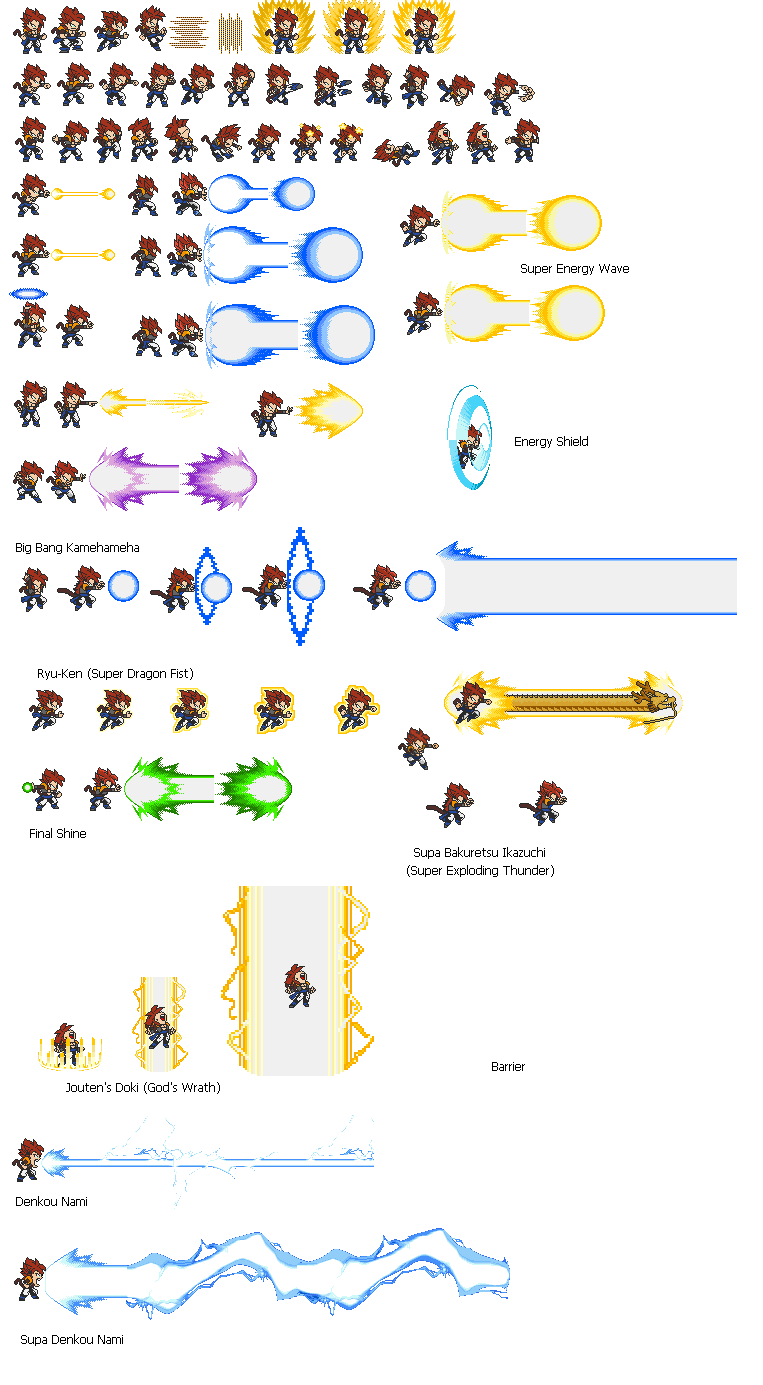 Super Energy Wave
Energy Shield
Big Bang Kamehameha
Ryu-Ken (Super Dragon Fist)
Final Shine
Supa Bakuretsu Ikazuchi
(Super Exploding Thunder)
Barrier
Jouten's Doki (God's Wrath)
Denkou Nami
Supa Denkou Nami